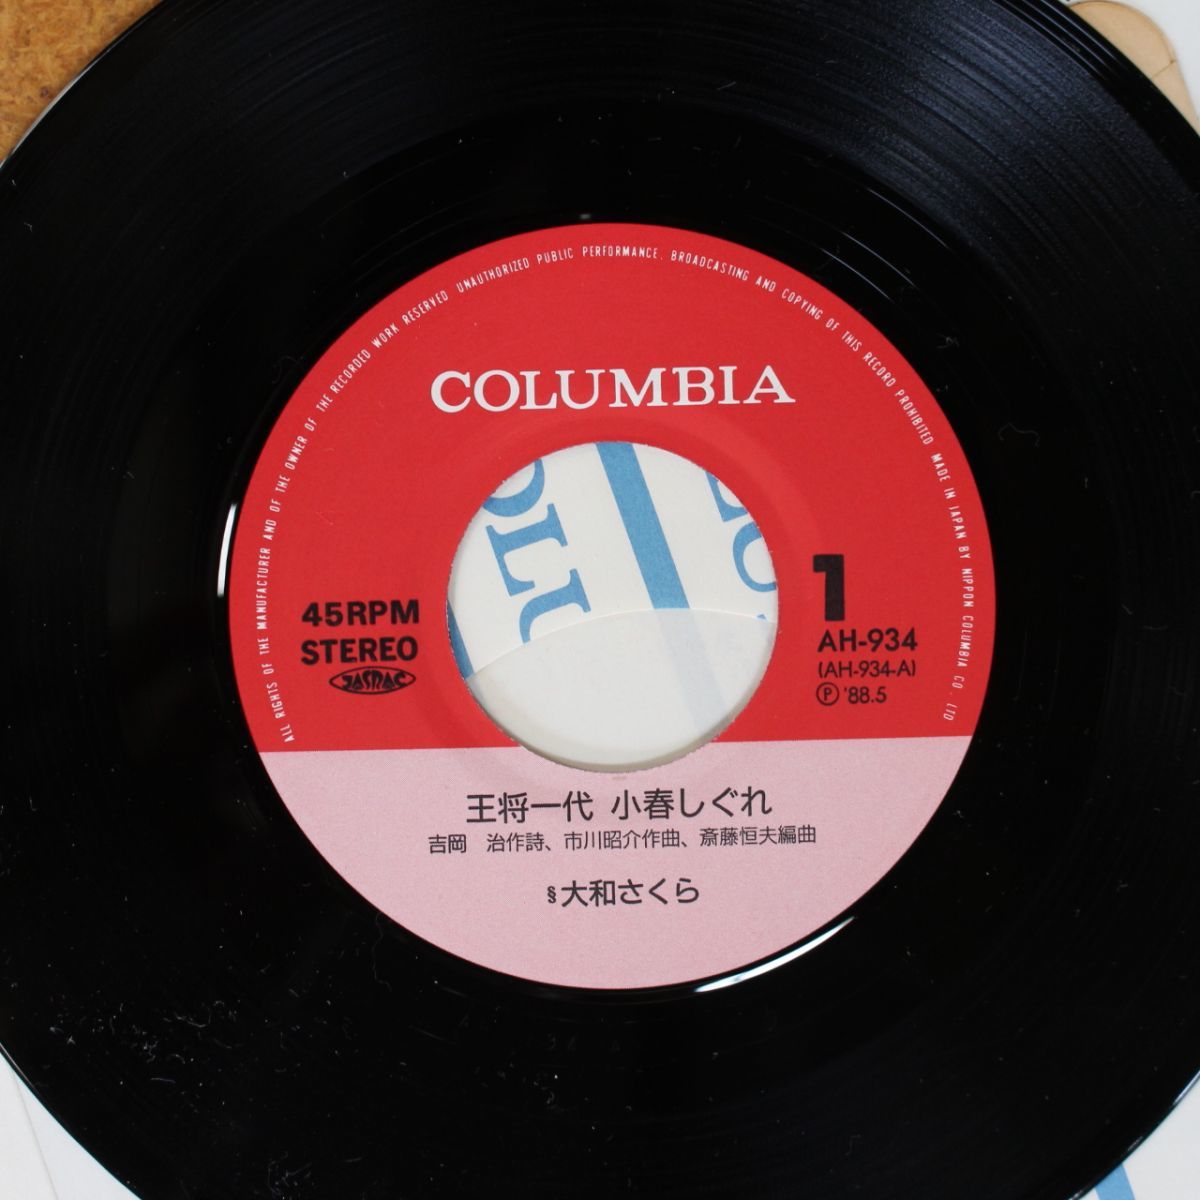 ALL RIGHTS OF THE MANUFACTURER AND OF THE OWNER OF THE RECORDED WORK RESERVED UNAUTHORIZED PUBLIC PERFORMANCE, BROADCASTING AND COPYING OF THIS RECORD PROHIBITED MADE IN JAPAN BY NIPPON COLUMBIA CO., LTD
COLUMBIA
OLU
45RPM
STEREO
JASRAC
1
AH-934
(AH-934-A)
Ⓟ '88.5
王将一代 小春しぐれ
吉岡　治作詩、市川昭介作曲、斎藤恒夫編曲
§大和さくら